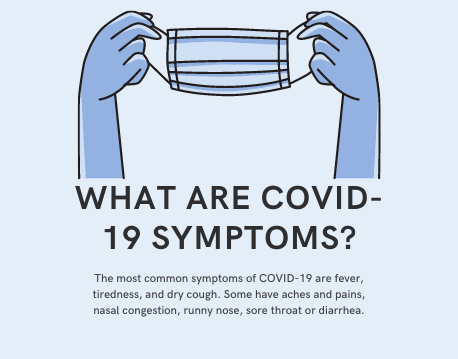 WHAT ARE COVID-
19 SYMPTOMS?
The most common symptoms of COVID-19 are fever,
tiredness, and dry cough. Some have aches and pains,
nasal congestion, runny nose, sore throat or diarrhea.